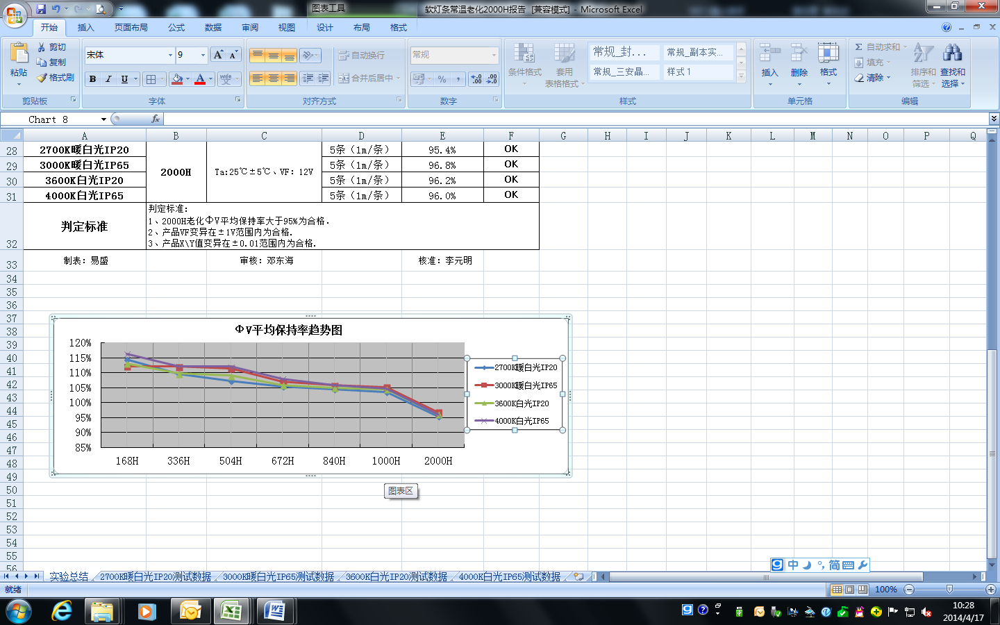 图表工具
软灯条常温老化2000H报告 [兼容模式] - Microsoft Excel
开始 插入 页面布局 公式 数据 审阅 视图 设计 布局 格式
粘贴 剪切 复制 格式刷
宋体 9
B I U
自动换行
合并后居中
常规
条件格式 套用表格格式
常规_封... 常规_副本实...
常规_三安晶... 样式 1
插入 删除 格式
Σ 自动求和 填充 清除
排序和筛选 查找和选择
剪贴板 字体 对齐方式 数字 样式 单元格 编辑
Chart 8 fx
A B C D E F G H I J K L M N O P Q
28 2700K暖白光IP20 5条（1m/条） 95.4% OK
29 3000K暖白光IP65 2000H Ta:25℃±5℃、VF：12V 5条（1m/条） 96.8% OK
30 3600K白光IP20 5条（1m/条） 96.2% OK
31 4000K白光IP65 5条（1m/条） 96.0% OK
32 判定标准
判定标准：
1、2000H老化ΦV平均保持率大于95%为合格.
2、产品VF变异在±1V范围内为合格.
3、产品X\Y值变异在±0.01范围内为合格.
33 制表：易盛 审核：邓东海 核准：李元明
34
35
36
37
38
39
40
41
42
43
44
45
46
47
48
49
50
51
52
53
54
55
56
ΦV平均保持率趋势图
120%
115%
110%
105%
100%
95%
90%
85%
168H 336H 504H 672H 840H 1000H 2000H
2700K暖白光IP20
3000K暖白光IP65
3600K白光IP20
4000K白光IP65
图表区
中 简
实验总结 2700K暖白光IP20测试数据 3000K暖白光IP65测试数据 3600K白光IP20测试数据 4000K白光IP65测试数据
就绪 100%
10:28
2014/4/17